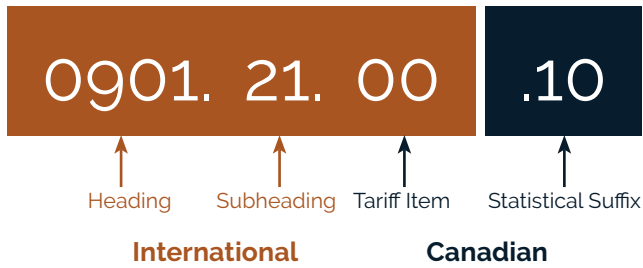 0901. 21. 00 .10
Heading Subheading Tariff Item Statistical Suffix
International Canadian